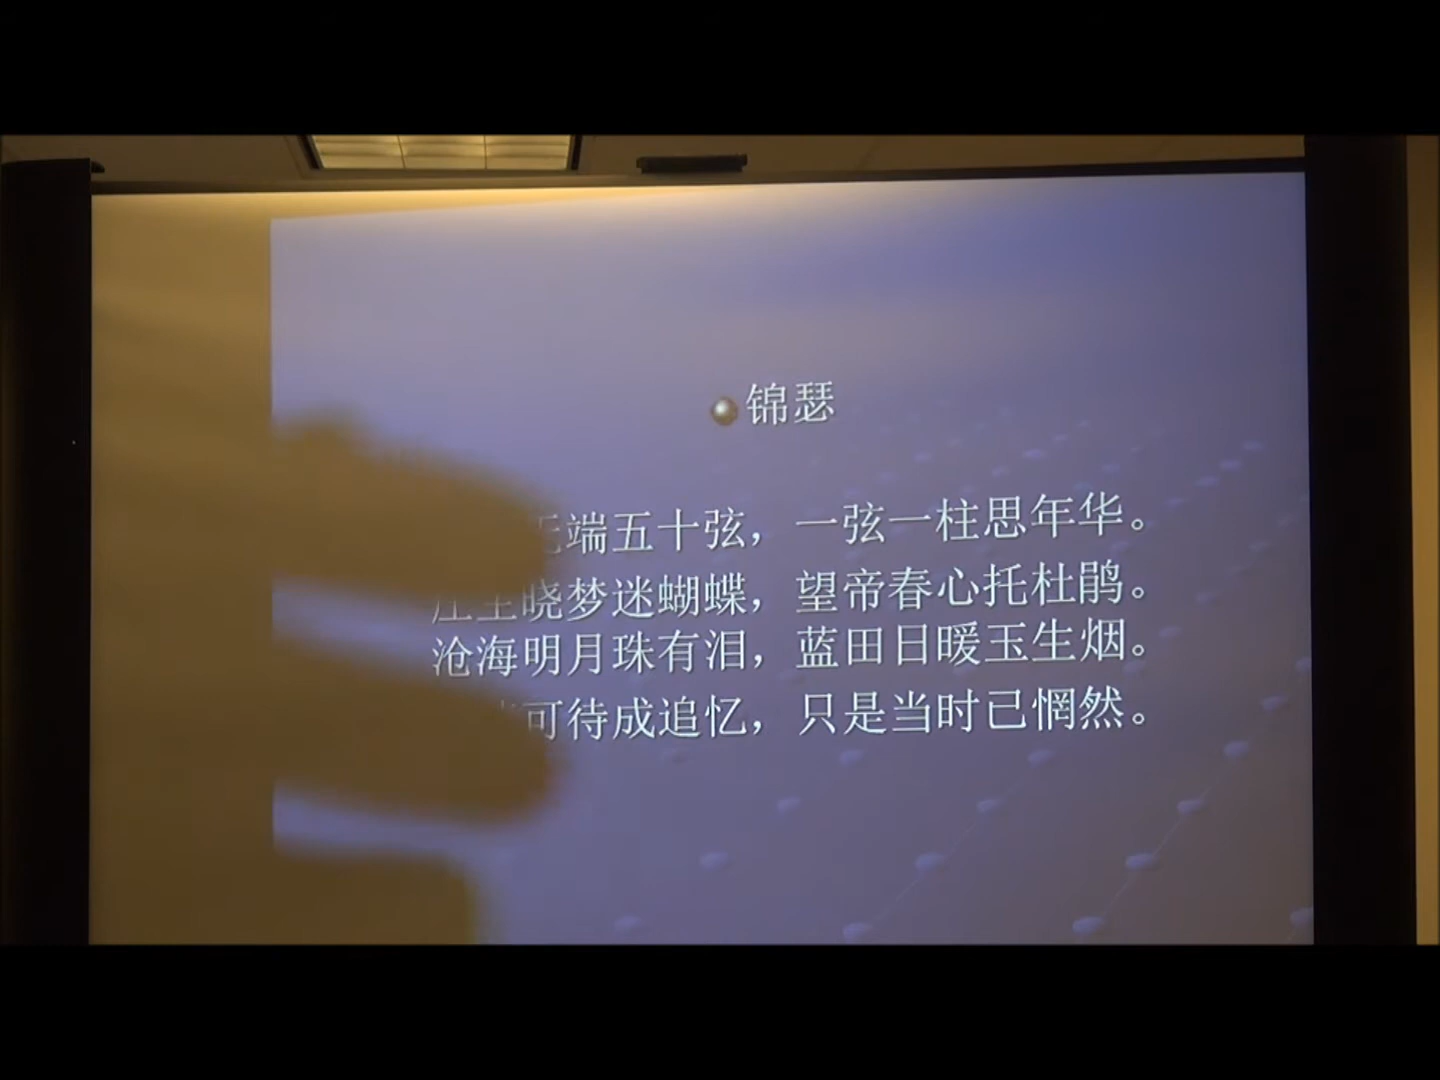 锦瑟
端五十弦，一弦一柱思年华。
晓梦迷蝴蝶，望帝春心托杜鹃。
沧海明月珠有泪，蓝田日暖玉生烟。
可待成追忆，只是当时已惘然。